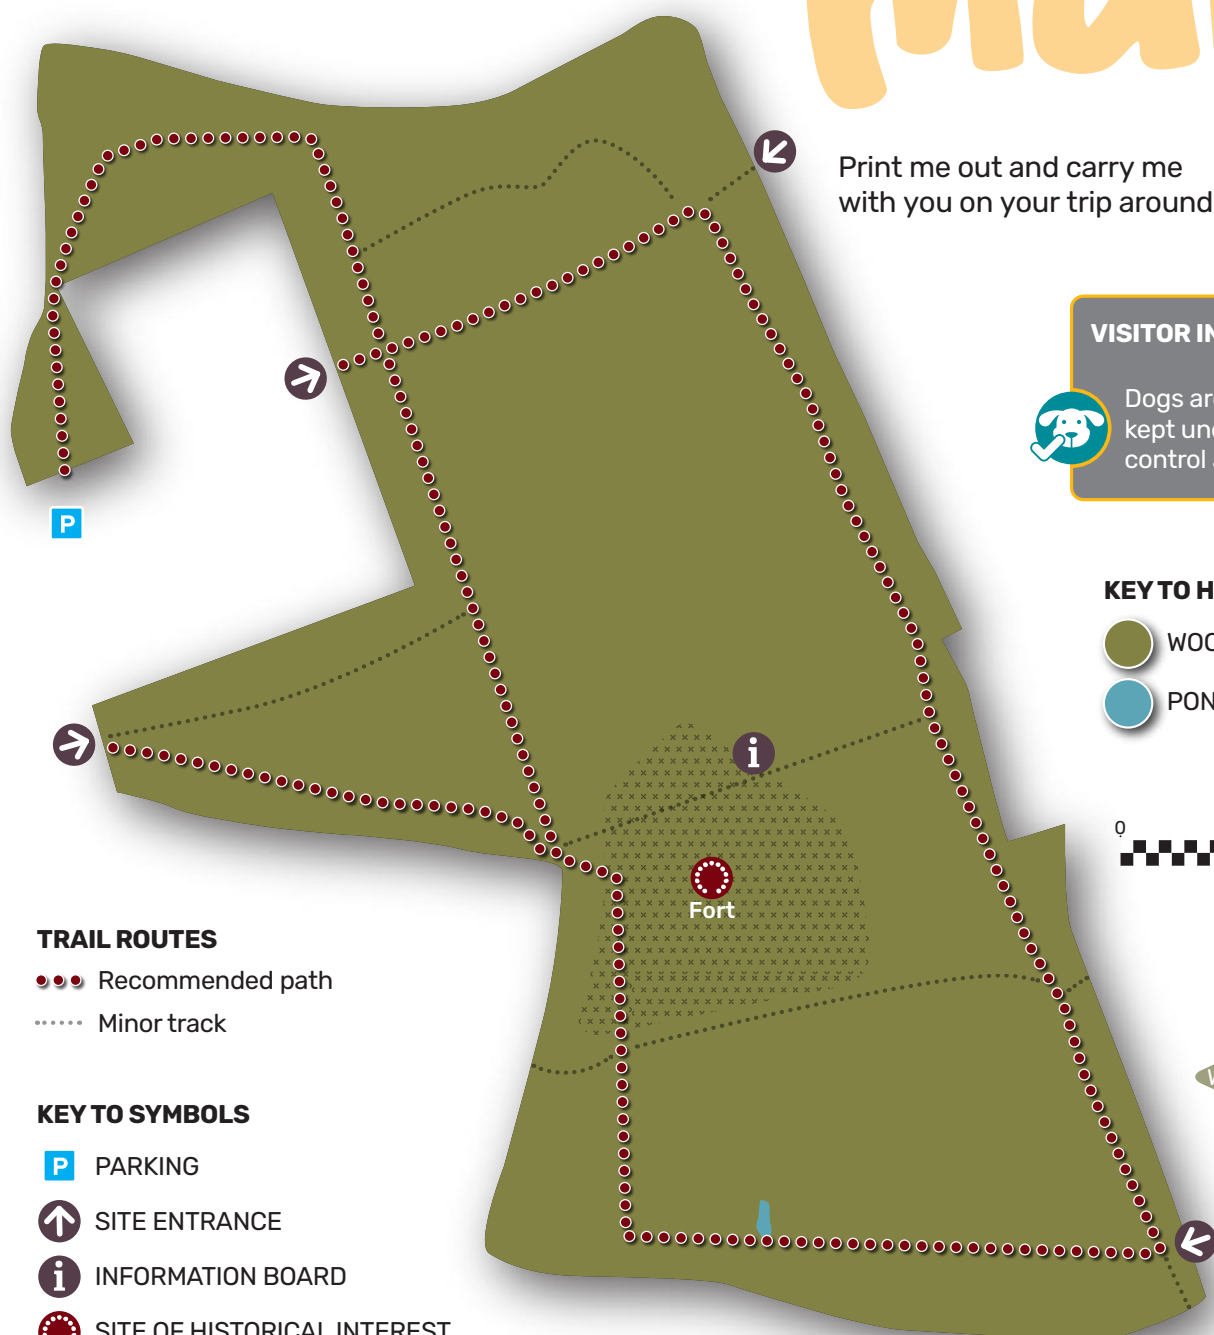 Print me out and carry me
with you on your trip around
VISITOR IN
Dogs are
kept und
control a
P
KEY TO H
WOO
PON
i
0
Fort
TRAIL ROUTES
Recommended path
Minor track
KEY TO SYMBOLS
P PARKING
SITE ENTRANCE
i INFORMATION BOARD
SITE OF HISTORICAL INTEREST